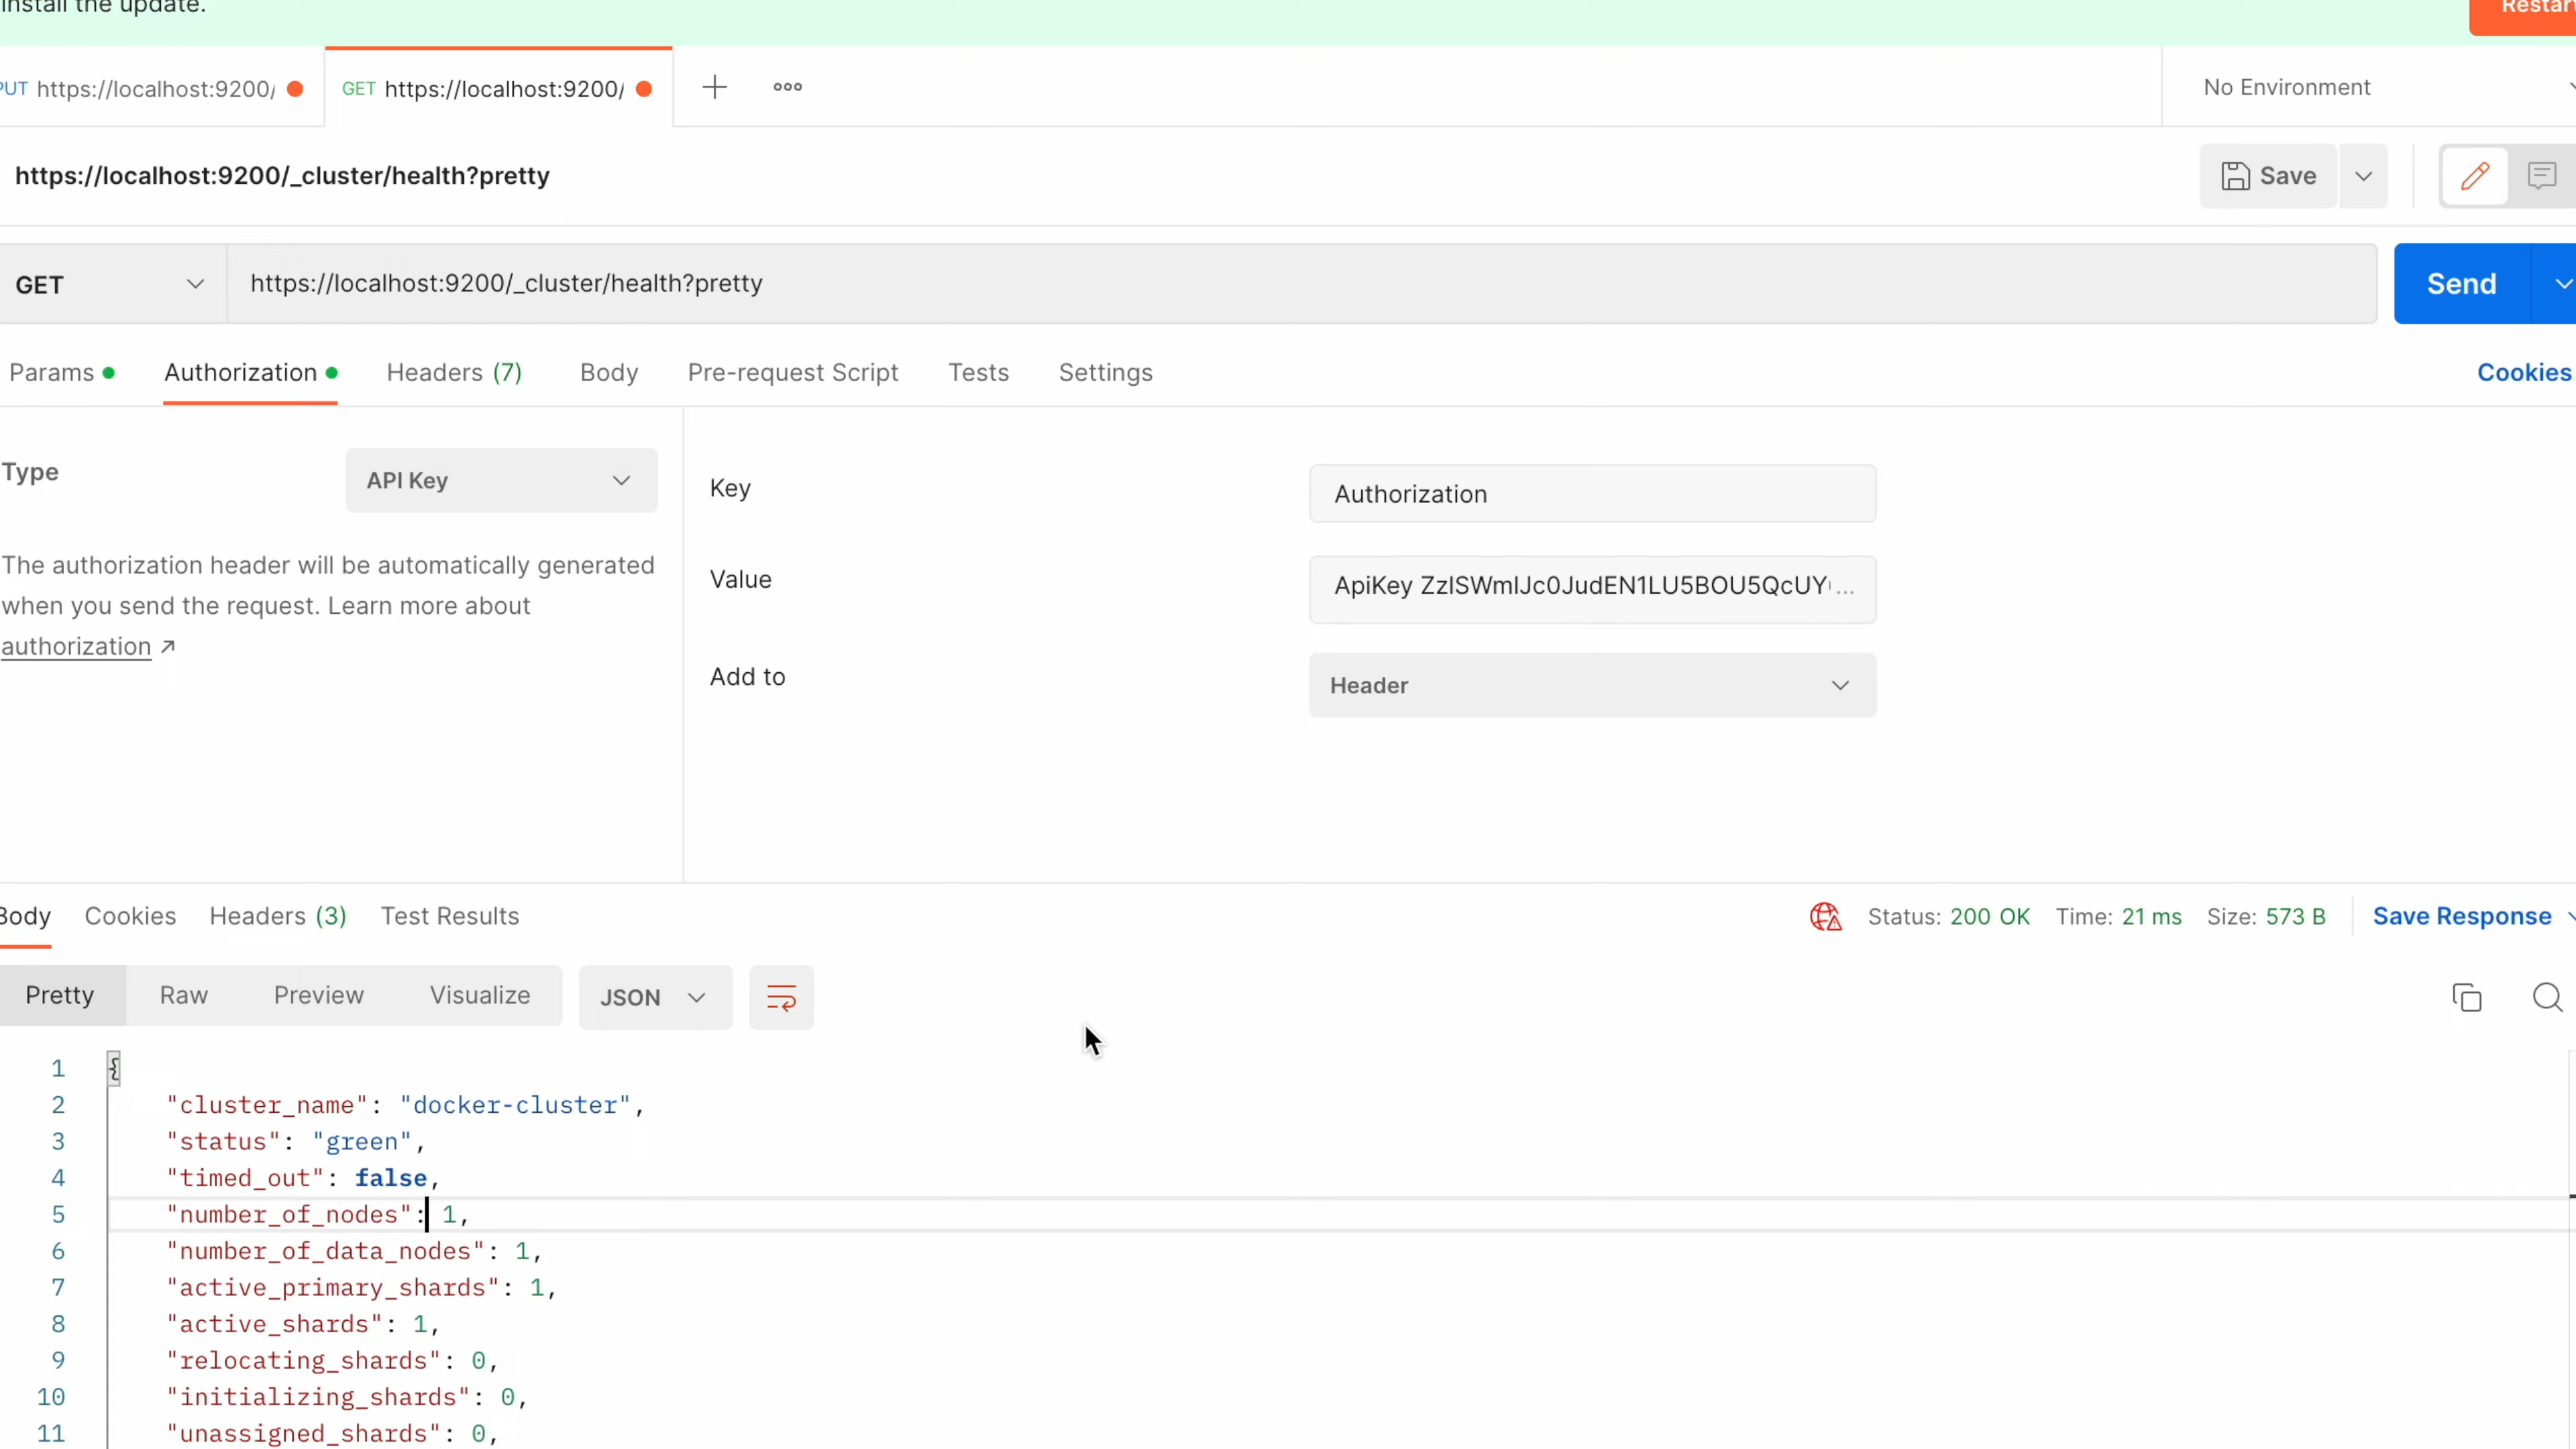 install the update.
Restart
PUT https://localhost:9200/
GET https://localhost:9200/
No Environment
https://localhost:9200/_cluster/health?pretty
Save
GET
https://localhost:9200/_cluster/health?pretty
Send
Params
Authorization
Headers (7)
Body
Pre-request Script
Tests
Settings
Cookies
Type
API Key
The authorization header will be automatically generated
when you send the request. Learn more about
authorization ↗
Key
Authorization
Value
Add to
Header
Body
Cookies
Headers (3)
Test Results
Status: 200 OK
Time: 21 ms
Size: 573 B
Save Response
Pretty
Raw
Preview
Visualize
JSON
1 {
2 "cluster_name": "docker-cluster",
3 "status": "green",
4 "timed_out": false,
5 "number_of_nodes": 1,
6 "number_of_data_nodes": 1,
7 "active_primary_shards": 1,
8 "active_shards": 1,
9 "relocating_shards": 0,
10 "initializing_shards": 0,
11 "unassigned_shards": 0,